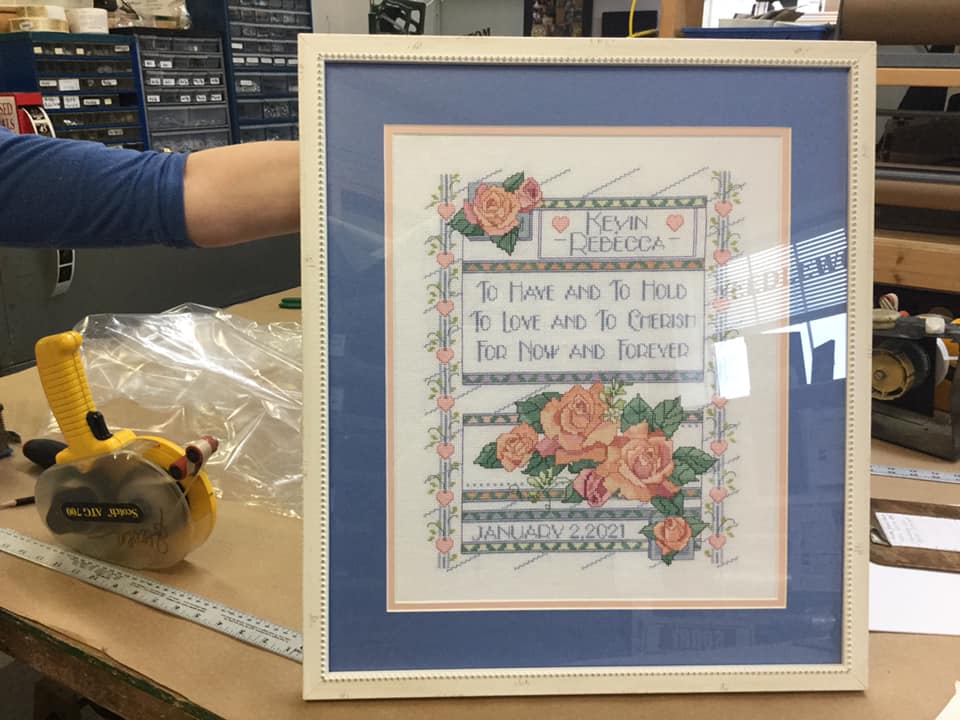 KEVIN
-REBECCA-
TO HAVE AND TO HOLD
TO LOVE AND TO CHERISH
FOR NOW AND FOREVER
JANUARY 2,2021
Scotch ATG 700